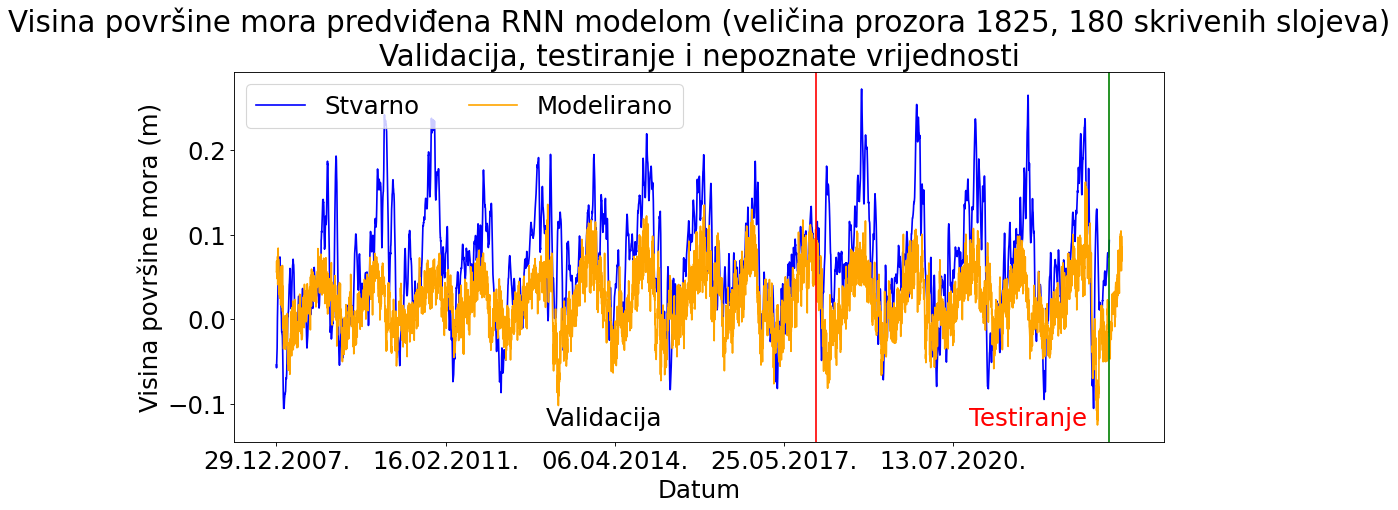 Visina površine mora predviđena RNN modelom (veličina prozora 1825, 180 skrivenih slojeva)
Validacija, testiranje i nepoznate vrijednosti
Stvarno Modelirano
Visina površine mora (m)
0.2
0.1
0.0
−0.1
Validacija Testiranje
29.12.2007. 16.02.2011. 06.04.2014. 25.05.2017. 13.07.2020.
Datum